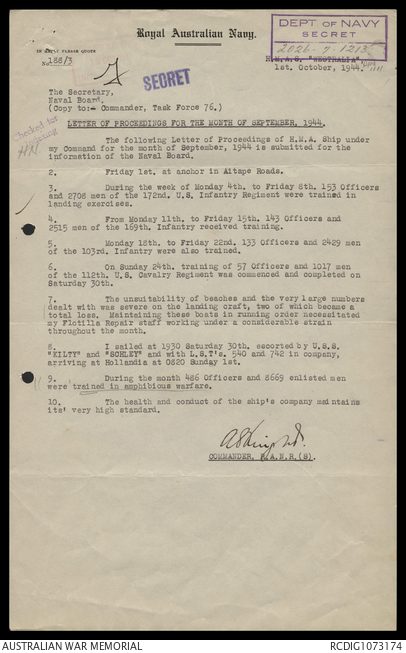 Royal Australian Navy.
DEPT OF NAVY
SECRET
2026-9-1213
IN REPLY PLEASE QUOTE
No. 188/3
H.M.A.S. "WESTRALIA",
1st. October, 1944.
SECRET
The Secretary,
Naval Board.
(Copy to:- Commander, Task Force 76.)
LETTER OF PROCEEDINGS FOR THE MONTH OF SEPTEMBER, 1944.
The following Letter of Proceedings of H.M.A. Ship under
my Command for the month of September, 1944 is submitted for the
information of the Naval Board.
2. Friday 1st. at anchor in Aitape Roads.
3. During the week of Monday 4th. to Friday 8th. 153 Officers
and 2708 men of the 172nd. U.S. Infantry Regiment were trained in
landing exercises.
4. From Monday 11th. to Friday 15th. 143 Officers and
2515 men of the 169th. Infantry received training.
5. Monday 18th. to Friday 22nd. 133 Officers and 2429 men
of the 103rd. Infantry were also trained.
6. On Sunday 24th. training of 57 Officers and 1017 men
of the 112th. U.S. Cavalry Regiment was commenced and completed on
Saturday 30th.
7. The unsutability of beaches and the very large numbers
dealt with was severe on the landing craft, two of which became a
total loss. Maintaining these boats in running order necessitated
my Flotilla Repair staff working under a considerable strain
throughout the month.
8. I sailed at 1930 Saturday 30th. escorted by U.S.S.
"KILTY" and "SCHLEY" and with L.S.T's. 540 and 742 in company,
arriving at Hollandia at 0820 Sunday 1st.
9. During the month 486 Officers and 8669 enlisted men
were trained in amphibious warfare.
10. The health and conduct of the ship's company maintains
its' very high standard.
COMMANDER, R.A.N.R.(S).
AUSTRALIAN WAR MEMORIAL
RCDIG1073174